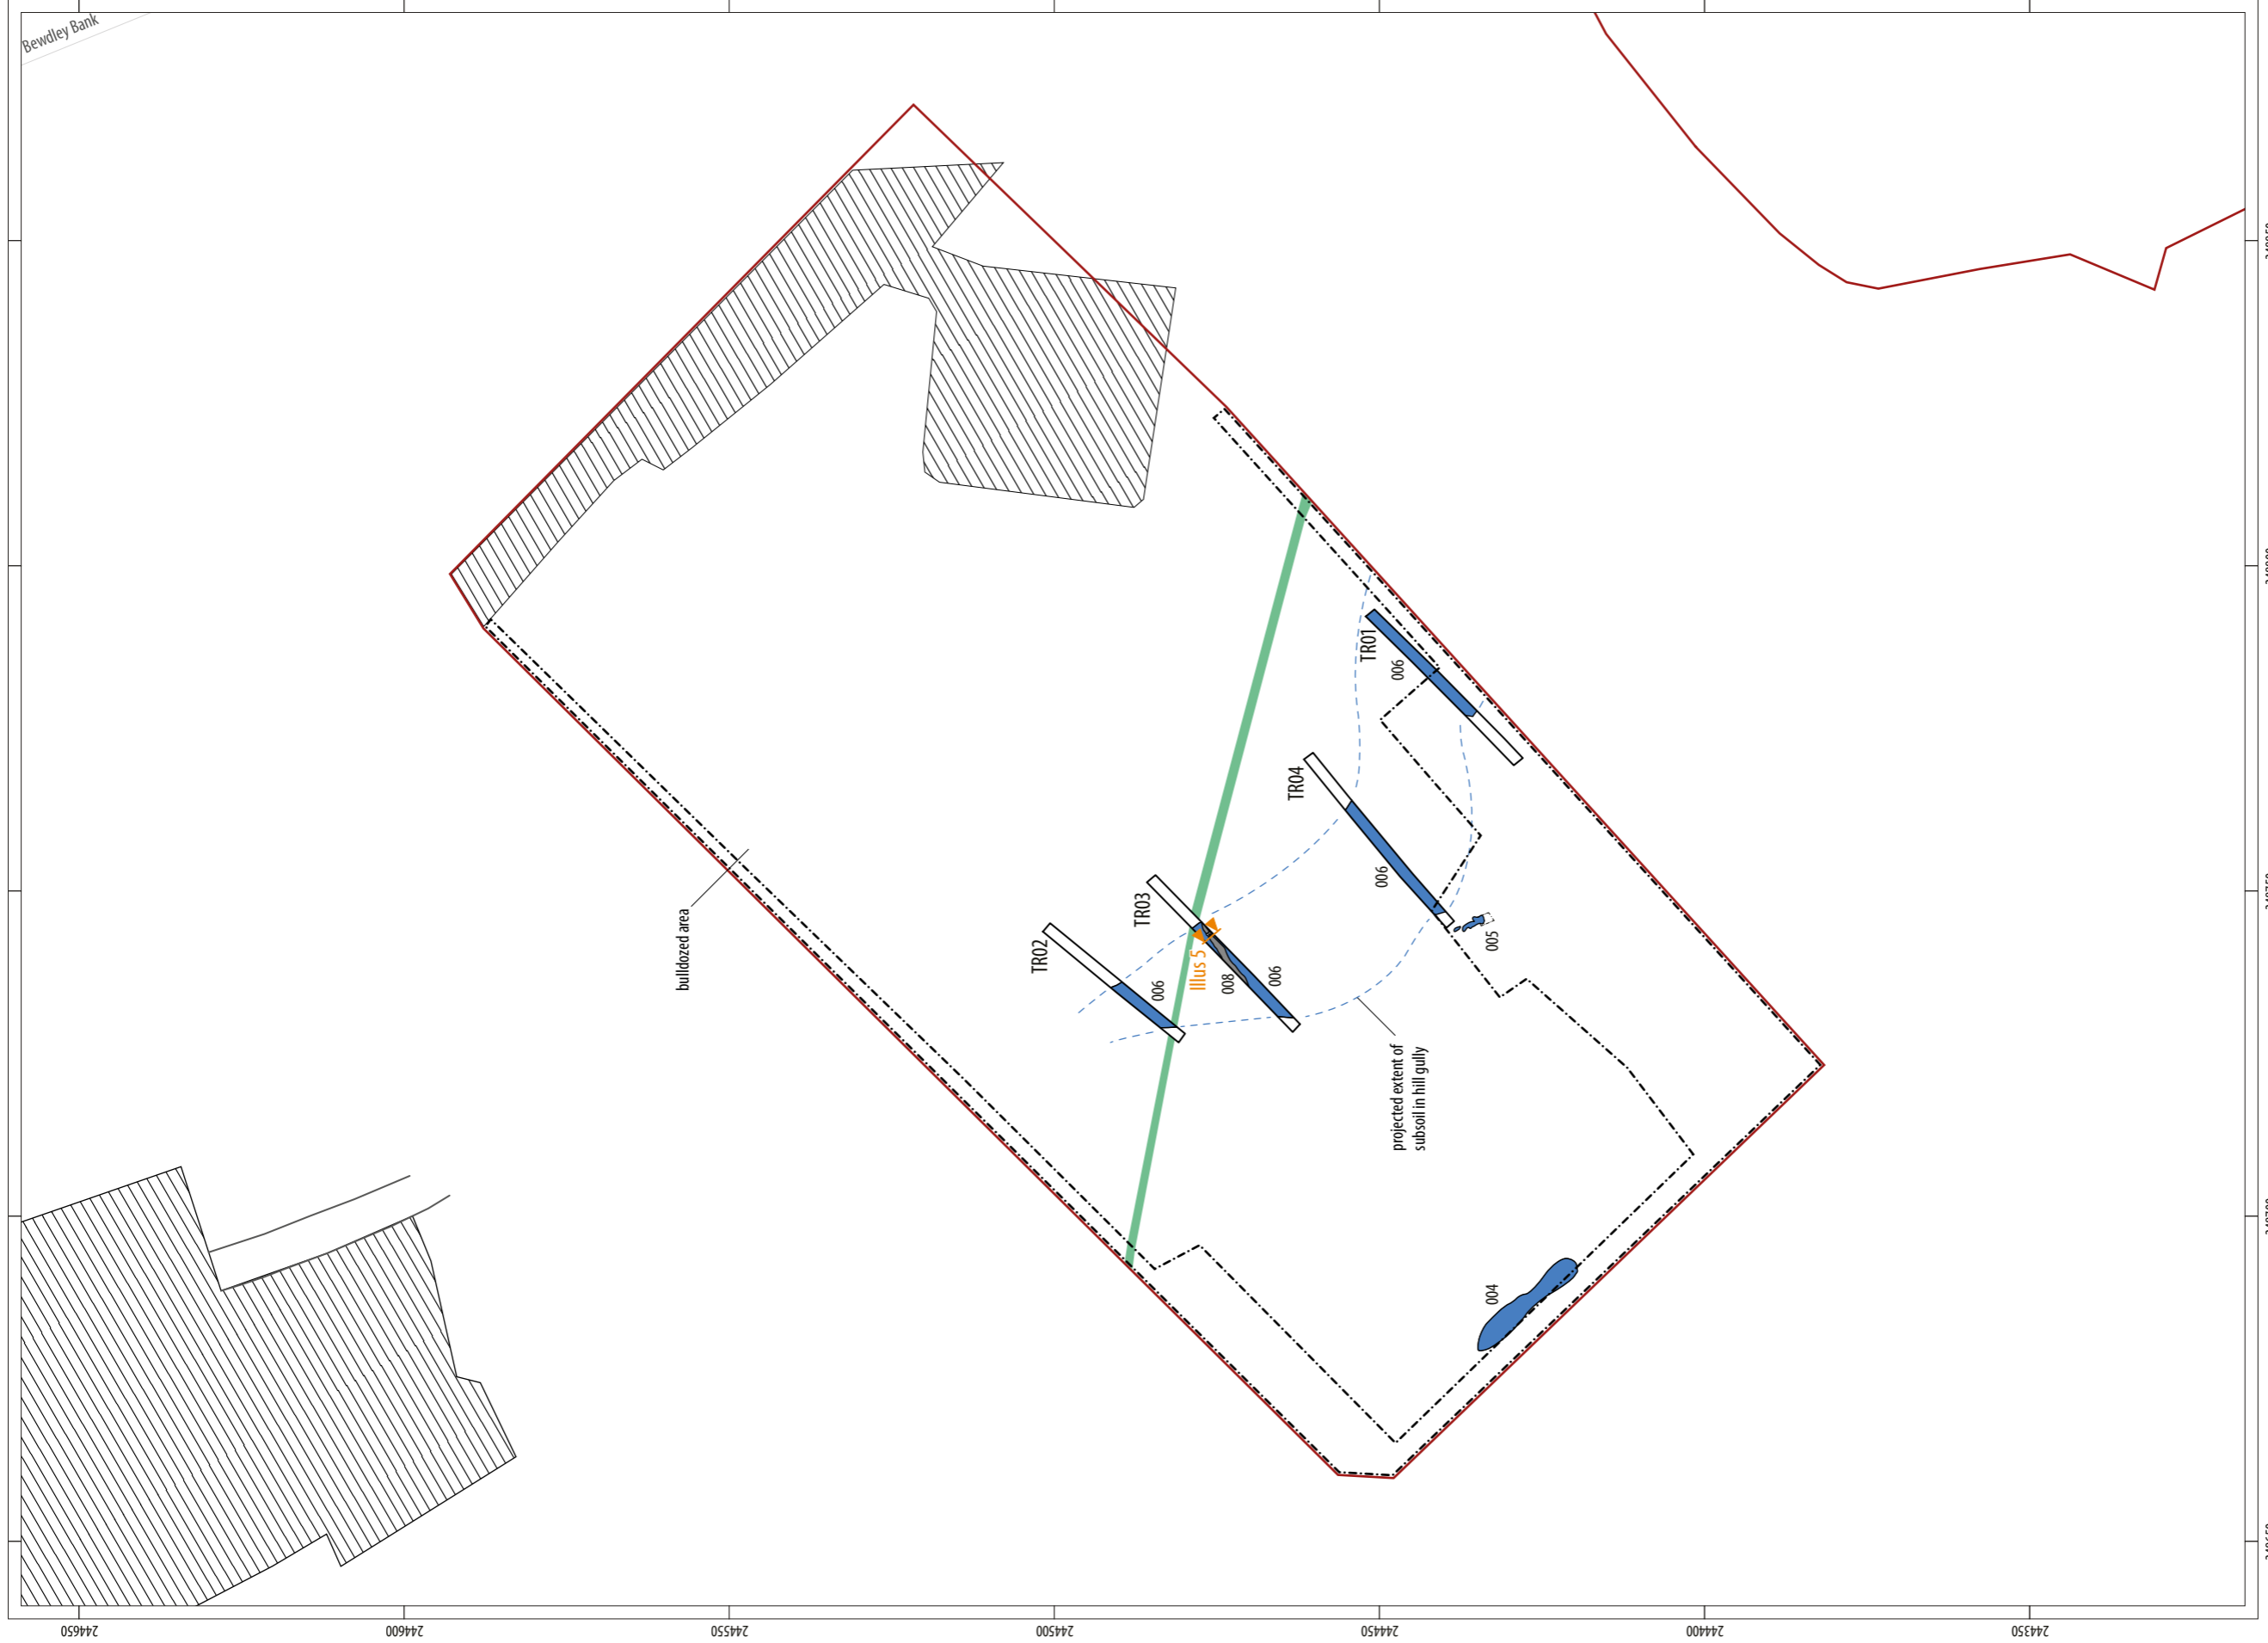 Bewdley Bank
bulldozed area
TR01
006
TR04
006
TR03
TR02
006
Illus 5
008
006
005
projected extent of
subsoil in hill gully
004
244650
244600
244550
244500
244450
244400
244350